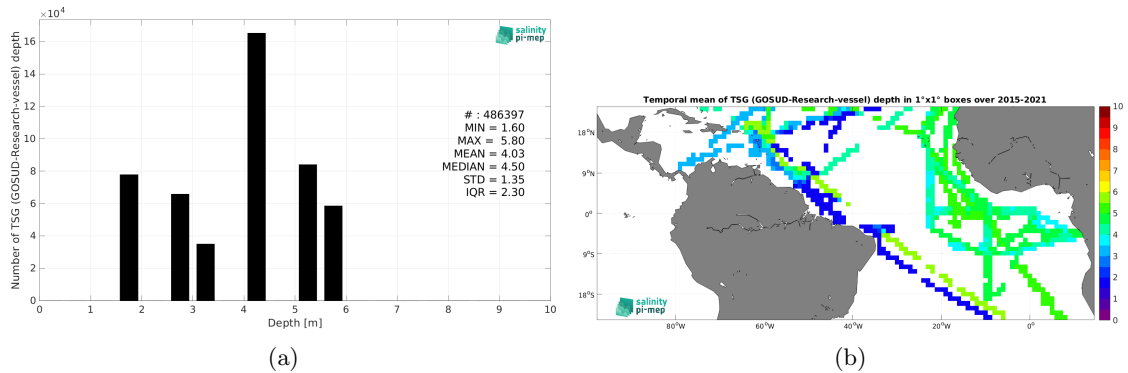 ×10⁴
18
16
14
12
10
8
6
4
2
0
Number of TSG (GOSUD-Research-vessel) depth
0 1 2 3 4 5 6 7 8 9 10
Depth [m]
salinity
pi-mep
# : 486397
MIN = 1.60
MAX = 5.80
MEAN = 4.03
MEDIAN = 4.50
STD = 1.30
IQR = 2.30
(a)
Temporal mean of TSG (GOSUD-Research-vessel) depth in 1°x1° boxes over 2015-2021
18°N
9°N
0°
9°S
18°S
80°W 60°W 40°W 20°W 0°
salinity
pi-mep
10
9
8
7
6
5
4
3
2
1
0
(b)